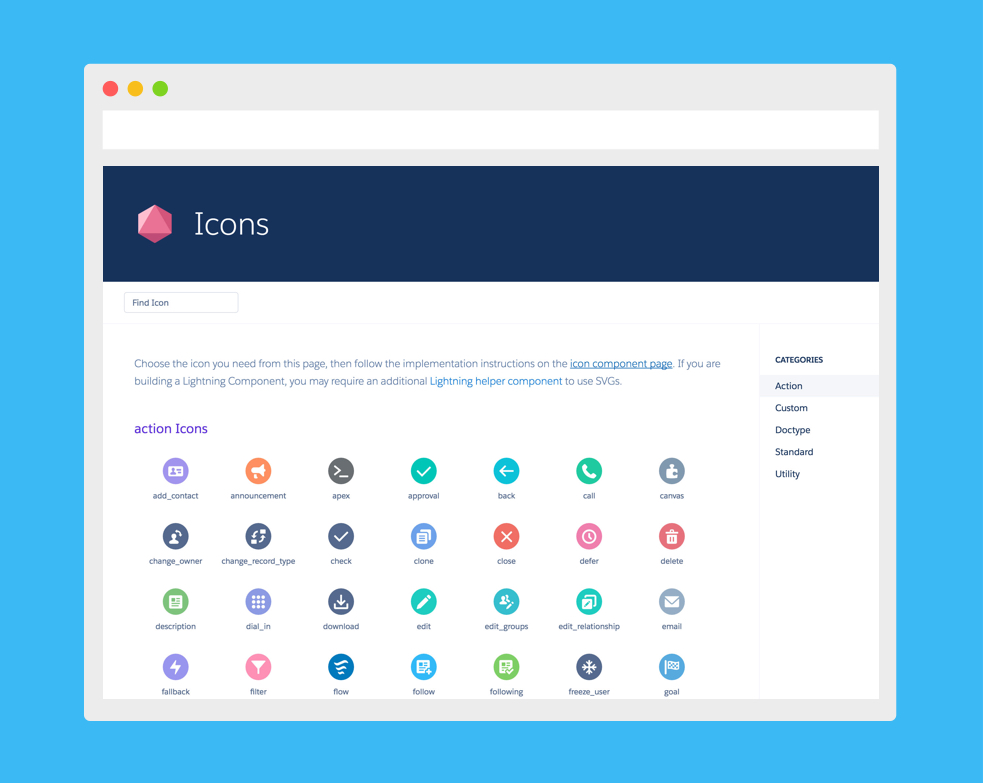 Icons
Find Icon
Choose the icon you need from this page, then follow the implementation instructions on the icon component page. If you are
building a Lightning Component, you may require an additional Lightning helper component to use SVGs.
action Icons
add_contact announcement apex approval back call canvas
change_owner change_record_type check clone close defer delete
description dial_in download edit edit_groups edit_relationship email
fallback filter flow follow following freeze_user goal
CATEGORIES
Action
Custom
Doctype
Standard
Utility